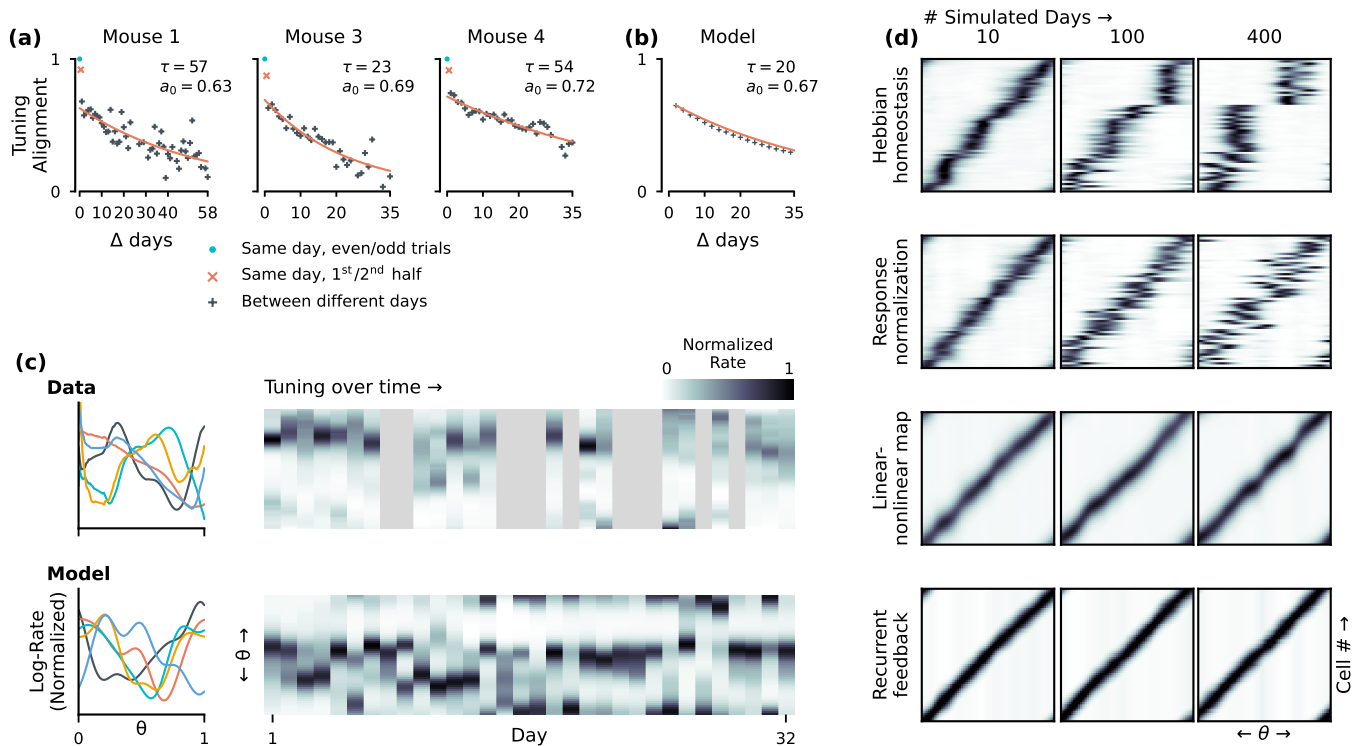 (a)
Mouse 1
Mouse 3
Mouse 4
Tuning
Alignment
1
0
τ = 57
a₀ = 0.63
0 10 20 30 40 58
Δ days
1
0
τ = 23
a₀ = 0.69
0 10 20 35
1
0
τ = 54
a₀ = 0.72
0 10 20 35
Same day, even/odd trials
Same day, 1ˢᵗ/2ⁿᵈ half
Between different days
(b)
Model
1
0
τ = 20
a₀ = 0.67
0 10 20 35
Δ days
(c)
Data
Tuning over time →
Normalized
Rate
0 1
Model
Log-Rate
(Normalized)
0 θ 1
← θ →
1 Day 32
(d)
# Simulated Days →
10 100 400
Hebbian
homeostasis
Response
normalization
Linear-
nonlinear map
Recurrent
feedback
Cell # →
← θ →